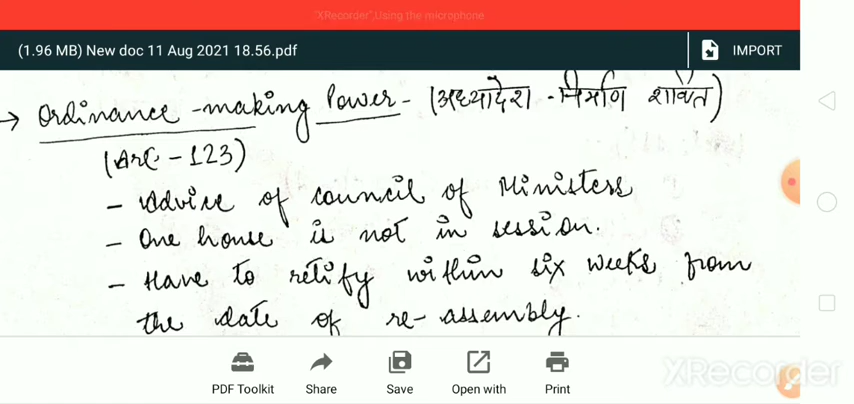 "XRecorder",Using the microphone
(1.96 MB) New doc 11 Aug 2021 18.56.pdf
IMPORT
→ Ordinance-making Power - (अध्यादेश - निर्माण शक्ति)
(Art - 123)
- Advice of council of Ministers
- One house is not in session.
- Have to retify within six weeks from
the date of re-assembly.
PDF Toolkit Share Save Open with Print
XRecorder